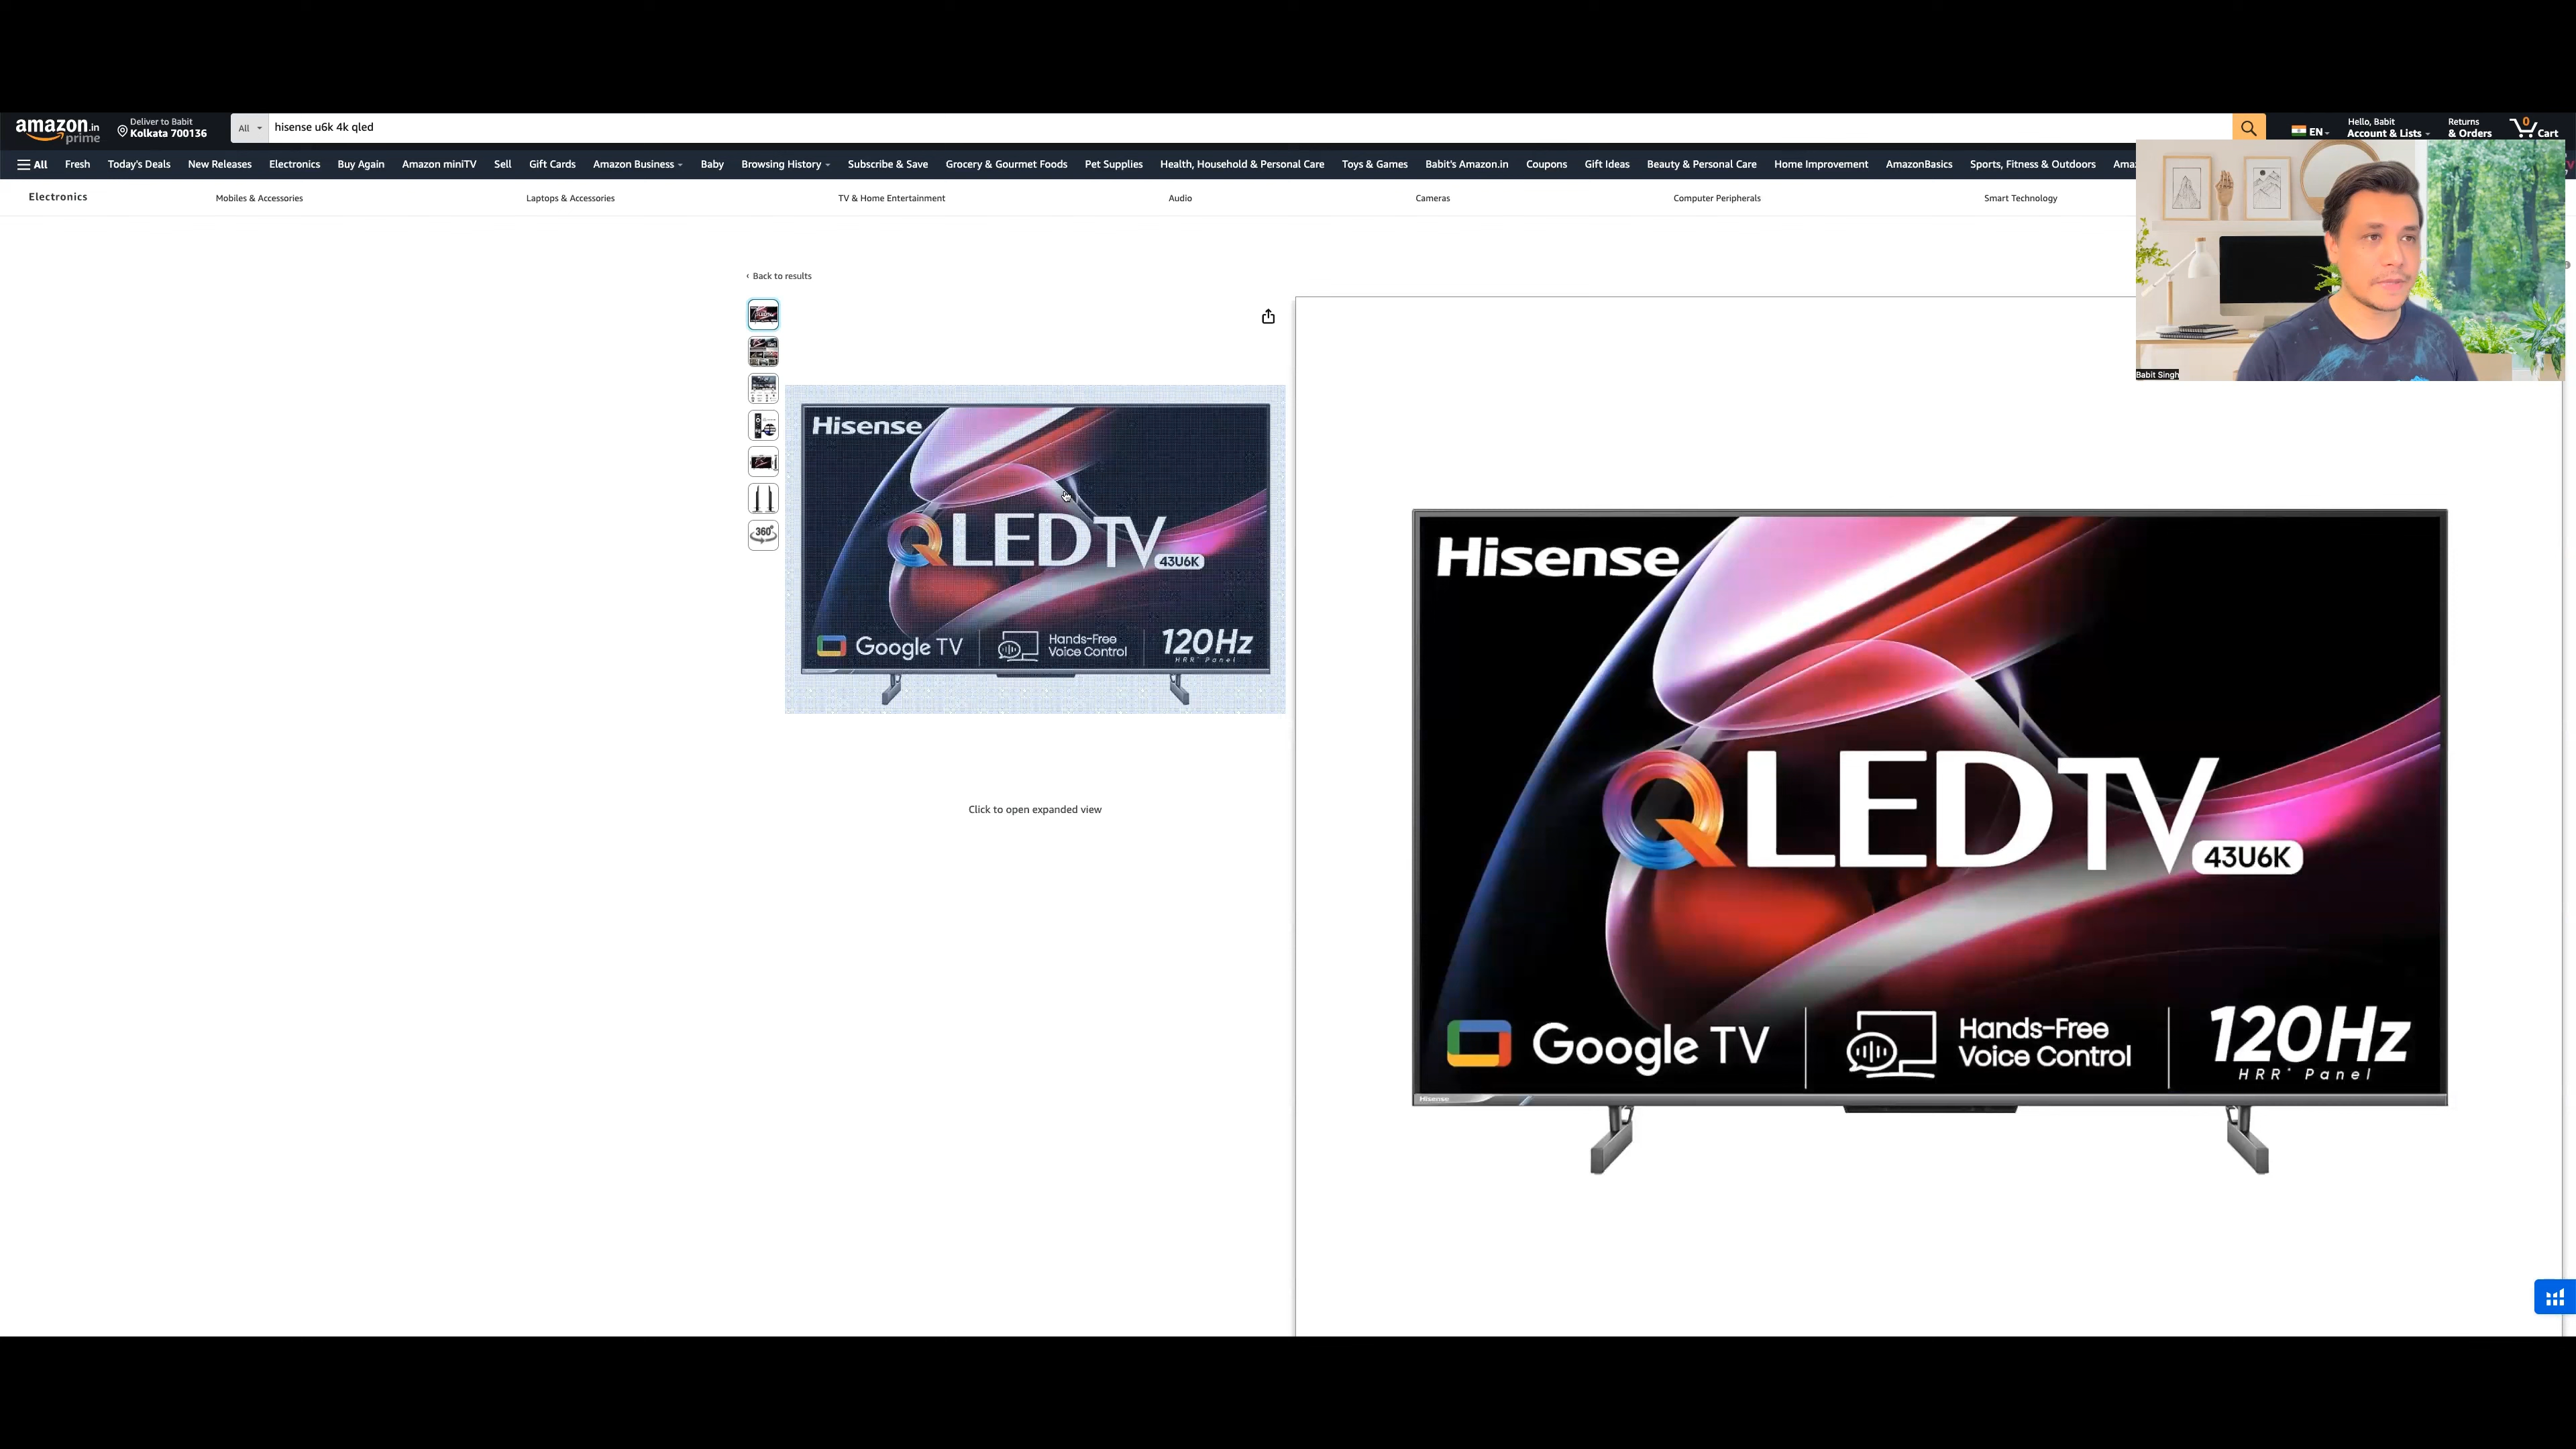 amazon.in
prime
Deliver to Babit
Kolkata 700136
All
hisense u6k 4k qled
EN
Hello, Babit
Account & Lists
Returns
& Orders
0
Cart
All
Fresh
Today's Deals
New Releases
Electronics
Buy Again
Amazon miniTV
Sell
Gift Cards
Amazon Business
Baby
Browsing History
Subscribe & Save
Grocery & Gourmet Foods
Pet Supplies
Health, Household & Personal Care
Toys & Games
Babit's Amazon.in
Coupons
Gift Ideas
Beauty & Personal Care
Home Improvement
AmazonBasics
Sports, Fitness & Outdoors
Electronics
Mobiles & Accessories
Laptops & Accessories
TV & Home Entertainment
Audio
Cameras
Computer Peripherals
Smart Technology
Babit Singh
Back to results
360°
Hisense
QLED TV
43U6K
Google TV
Hands-Free
Voice Control
120Hz
HRR* Panel
Click to open expanded view
Hisense
QLED TV
43U6K
Google TV
Hands-Free
Voice Control
120Hz
HRR* Panel
Hisense